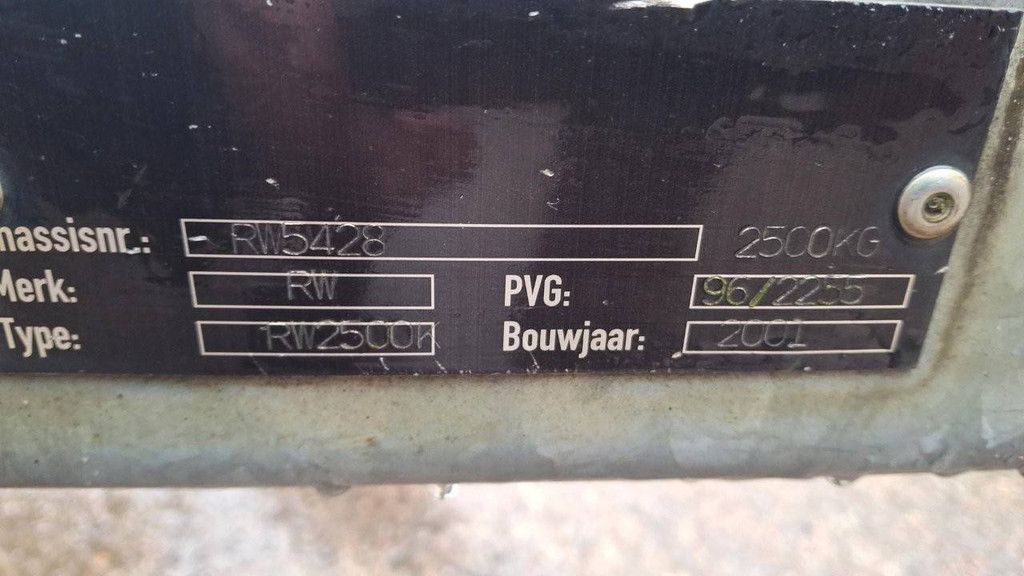 hassisnr.: RW5428 2500KG
Merk: RW PVG: 96/2255
Type: RW2500K Bouwjaar: 2001